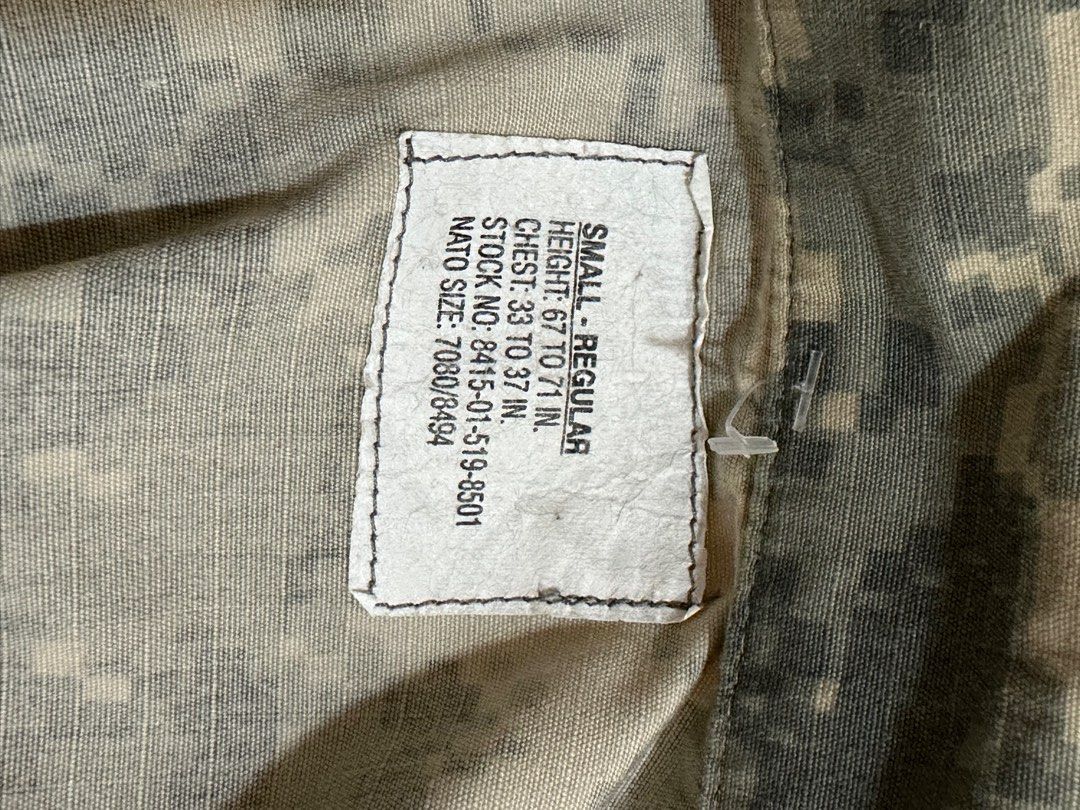 SMALL - REGULAR
HEIGHT: 67 TO 71 IN.
CHEST: 33 TO 37 IN.
STOCK NO: 8415-01-519-8501
NATO SIZE: 7080/8494